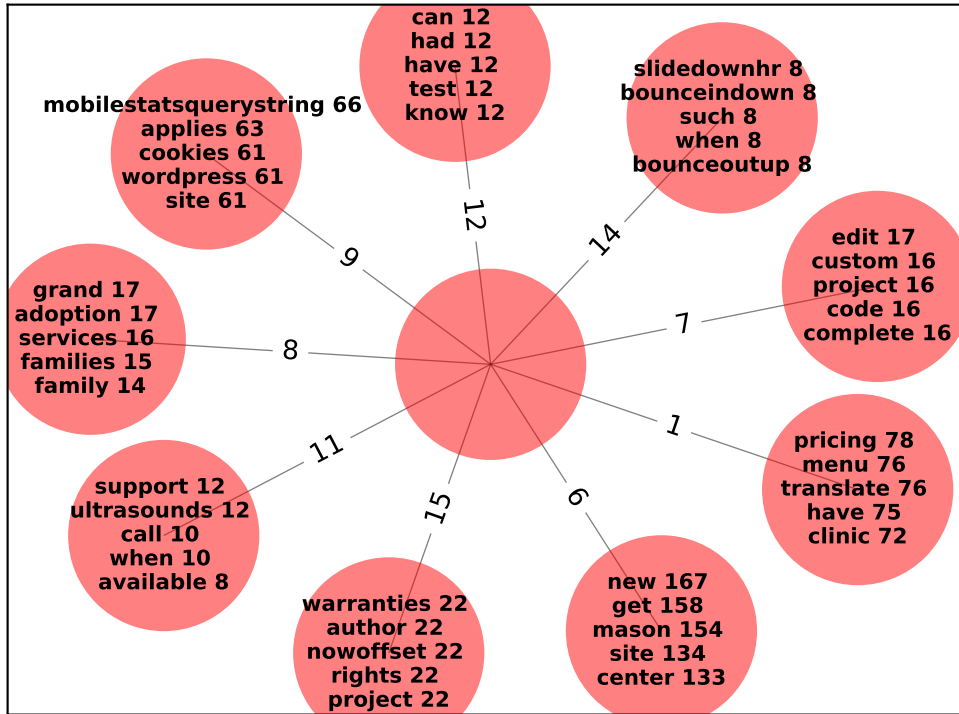 can 12
had 12
have 12
test 12
know 12
slidedownhr 8
bounceindown 8
such 8
when 8
bounceoutup 8
mobilestatsquerystring 66
applies 63
cookies 61
wordpress 61
site 61
edit 17
custom 16
project 16
code 16
complete 16
grand 17
adoption 17
services 16
families 15
family 14
pricing 78
menu 76
translate 76
have 75
clinic 72
support 12
ultrasounds 12
call 10
when 10
available 8
new 167
get 158
mason 154
site 134
center 133
warranties 22
author 22
nowoffset 22
rights 22
project 22
12
14
9
7
8
1
11
15
6